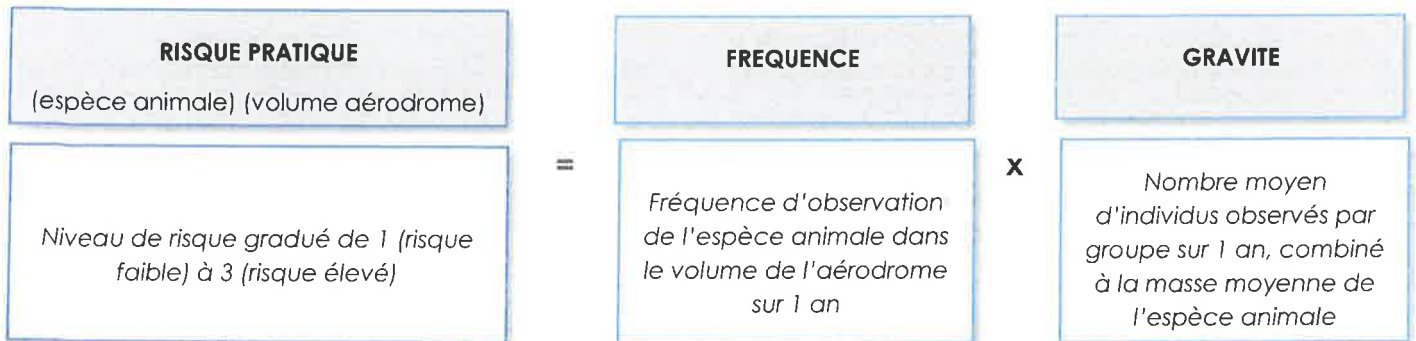 RISQUE PRATIQUE
(espèce animale) (volume aérodrome)
Niveau de risque gradué de 1 (risque
faible) à 3 (risque élevé)
=
FREQUENCE
Fréquence d'observation
de l'espèce animale dans
le volume de l'aérodrome
sur 1 an
x
GRAVITE
Nombre moyen
d'individus observés par
groupe sur 1 an, combiné
à la masse moyenne de
l'espèce animale